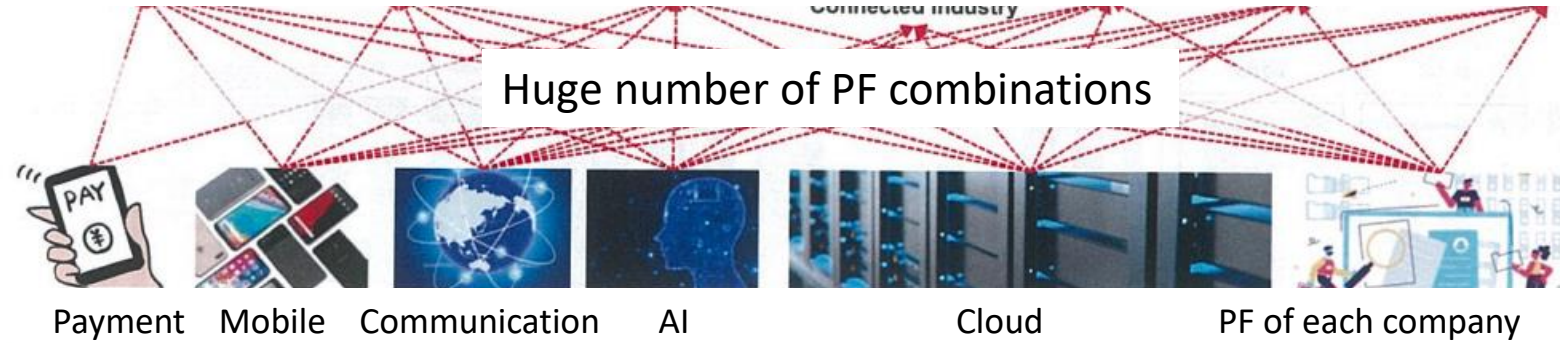 Connected Industry
Huge number of PF combinations
PAY
¥
Payment Mobile Communication AI Cloud PF of each company